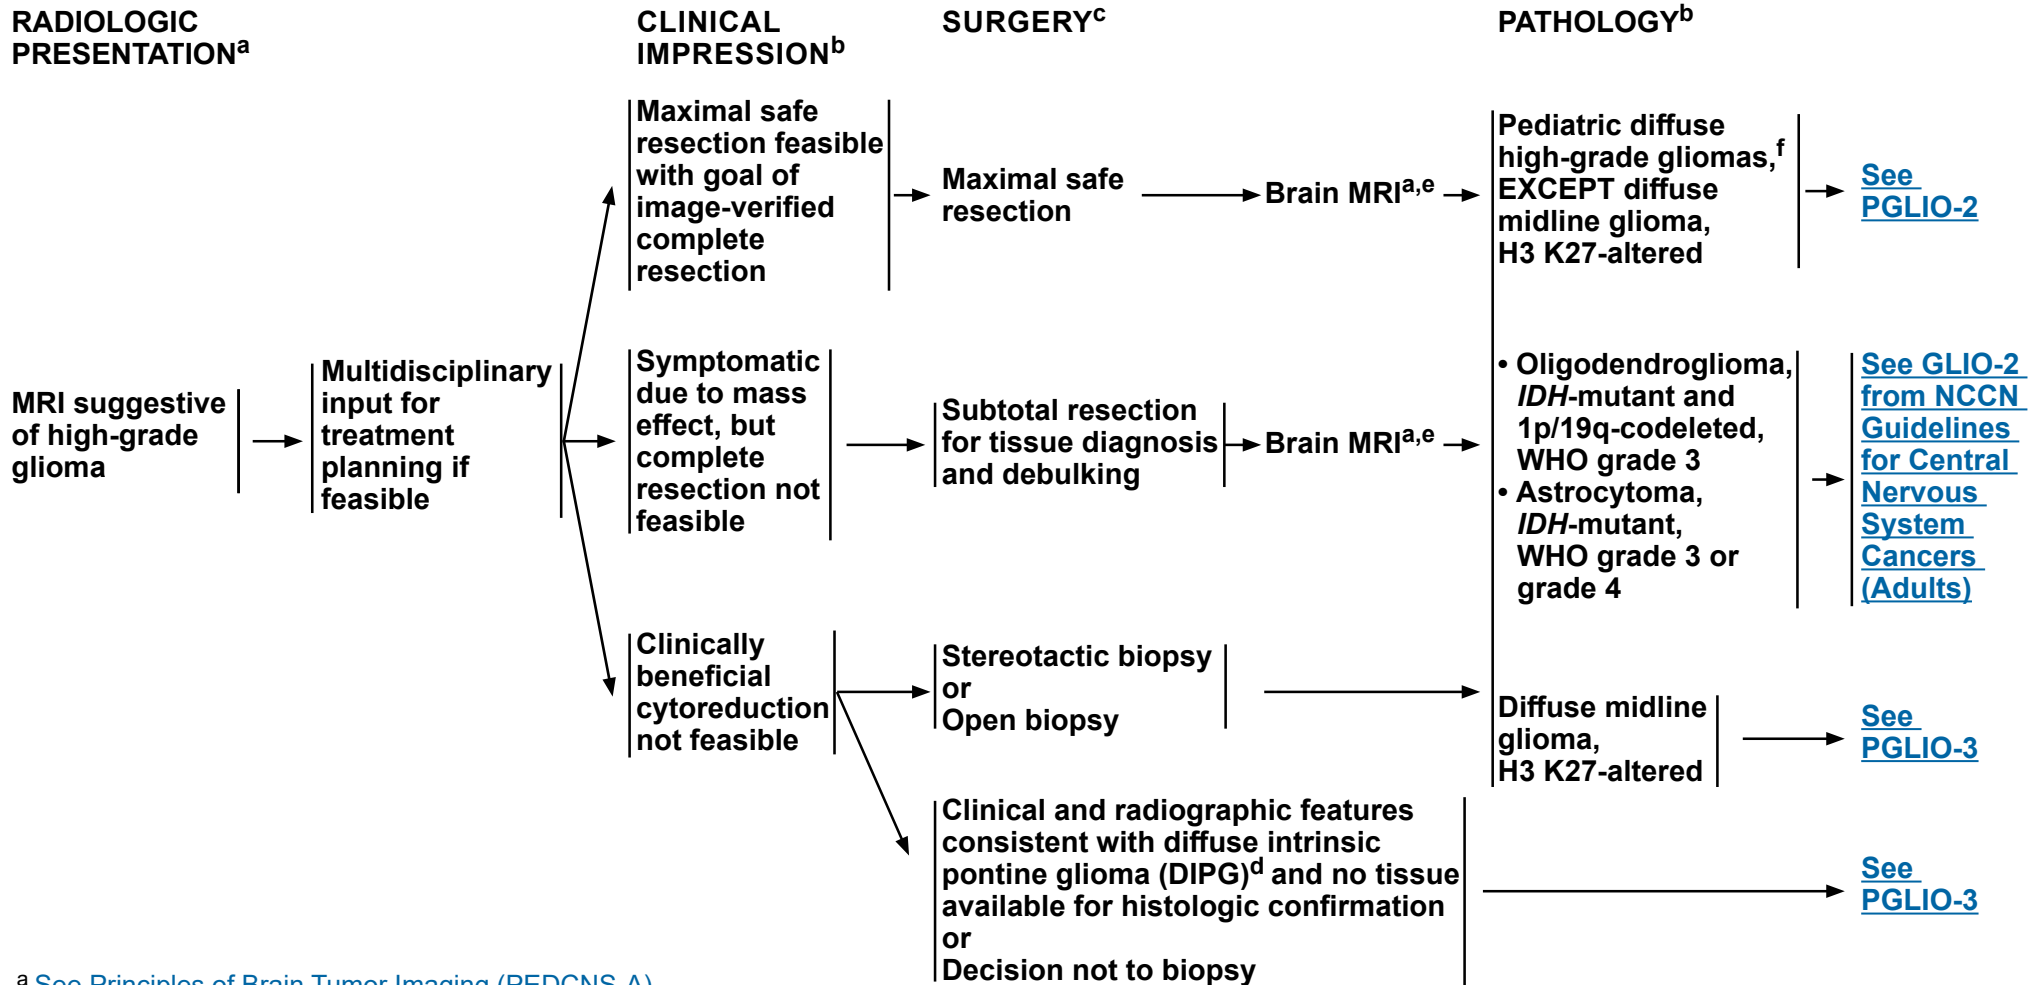 RADIOLOGIC
PRESENTATIONa
CLINICAL
IMPRESSIONb
SURGERYc
PATHOLOGYb
MRI suggestive
of high-grade
glioma
Multidisciplinary
input for
treatment
planning if
feasible
Maximal safe
resection feasible
with goal of
image-verified
complete
resection
Maximal safe
resection
Brain MRIa,e
Pediatric diffuse
high-grade gliomas,f
EXCEPT diffuse
midline glioma,
H3 K27-altered
See
PGLIO-2
Symptomatic
due to mass
effect, but
complete
resection not
feasible
Subtotal resection
for tissue diagnosis
and debulking
Brain MRIa,e
• Oligodendroglioma,
IDH-mutant and
1p/19q-codeleted,
WHO grade 3
• Astrocytoma,
IDH-mutant,
WHO grade 3 or
grade 4
See GLIO-2
from NCCN
Guidelines
for Central
Nervous
System
Cancers
(Adults)
Clinically
beneficial
cytoreduction
not feasible
Stereotactic biopsy
or
Open biopsy
Diffuse midline
glioma,
H3 K27-altered
See
PGLIO-3
Clinical and radiographic features
consistent with diffuse intrinsic
pontine glioma (DIPG)d and no tissue
available for histologic confirmation
or
Decision not to biopsy
See
PGLIO-3
a See Principles of Brain Tumor Imaging (PEDCNS-A)